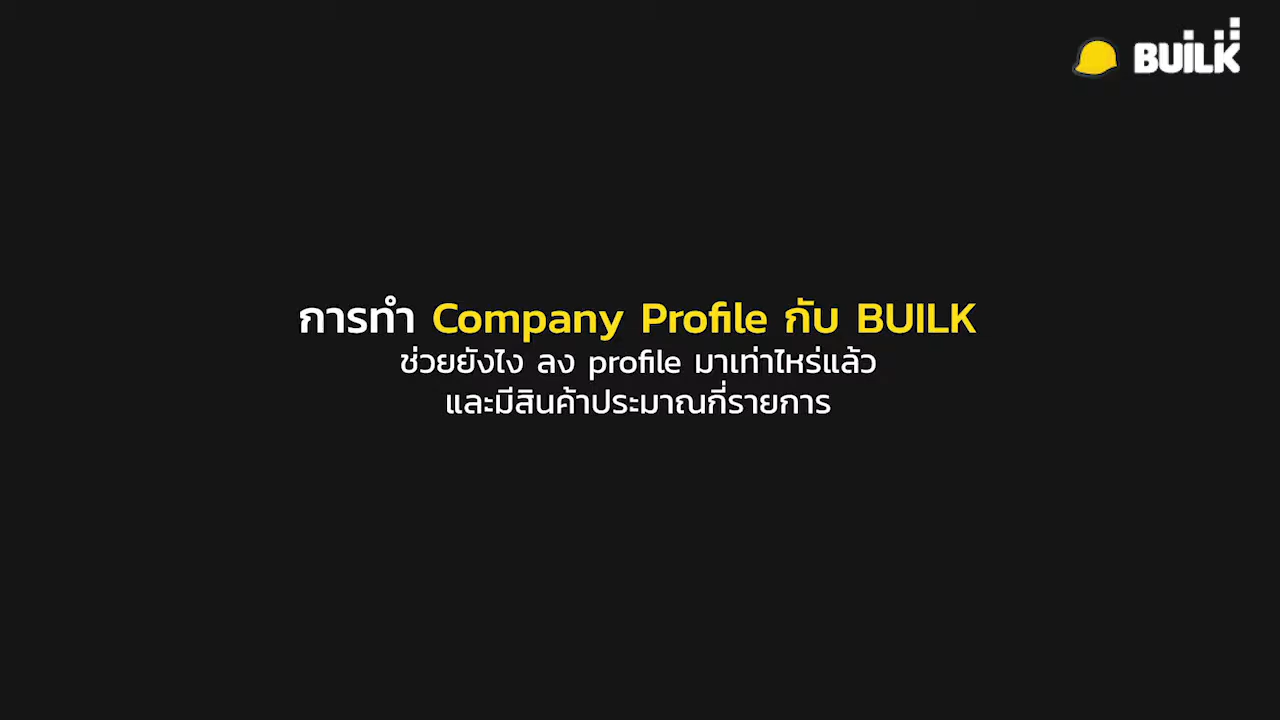 BUILK
การทำ Company Profile กับ BUILK
ช่วยยังไง ลง profile มาเท่าไหร่แล้ว
และมีสินค้าประมาณกี่รายการ